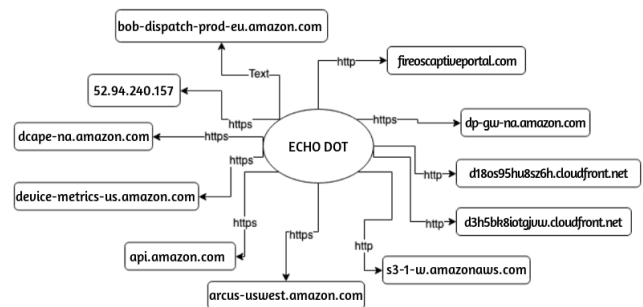 bob-dispatch-prod-eu.amazon.com
Text
http
fireoscaptiveportal.com
52.94.240.157
https
https
dp-gw-na.amazon.com
dcape-na.amazon.com
https
ECHO DOT
https
http
d18os95hu8sz6h.cloudfront.net
device-metrics-us.amazon.com
https
http
d3h5bk8iotgjvw.cloudfront.net
https
http
api.amazon.com
s3-1-w.amazonaws.com
arcus-uswest.amazon.com